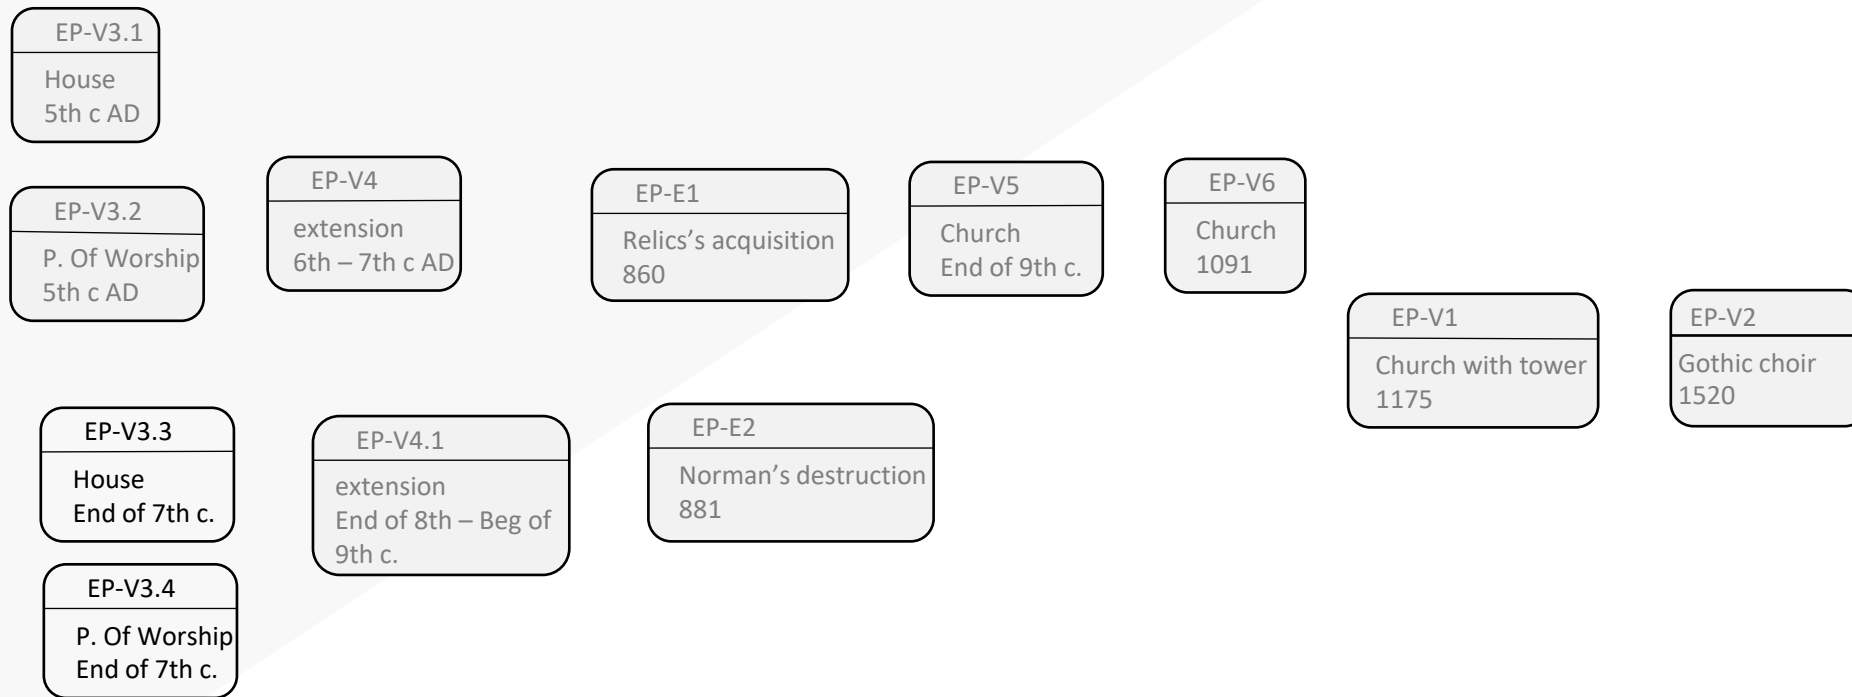 EP-V3.1
House
5th c AD
EP-V3.2
P. Of Worship
5th c AD
EP-V4
extension
6th – 7th c AD
EP-E1
Relics’s acquisition
860
EP-V5
Church
End of 9th c.
EP-V6
Church
1091
EP-V1
Church with tower
1175
EP-V2
Gothic choir
1520
EP-V3.3
House
End of 7th c.
EP-V4.1
extension
End of 8th – Beg of
9th c.
EP-E2
Norman’s destruction
881
EP-V3.4
P. Of Worship
End of 7th c.